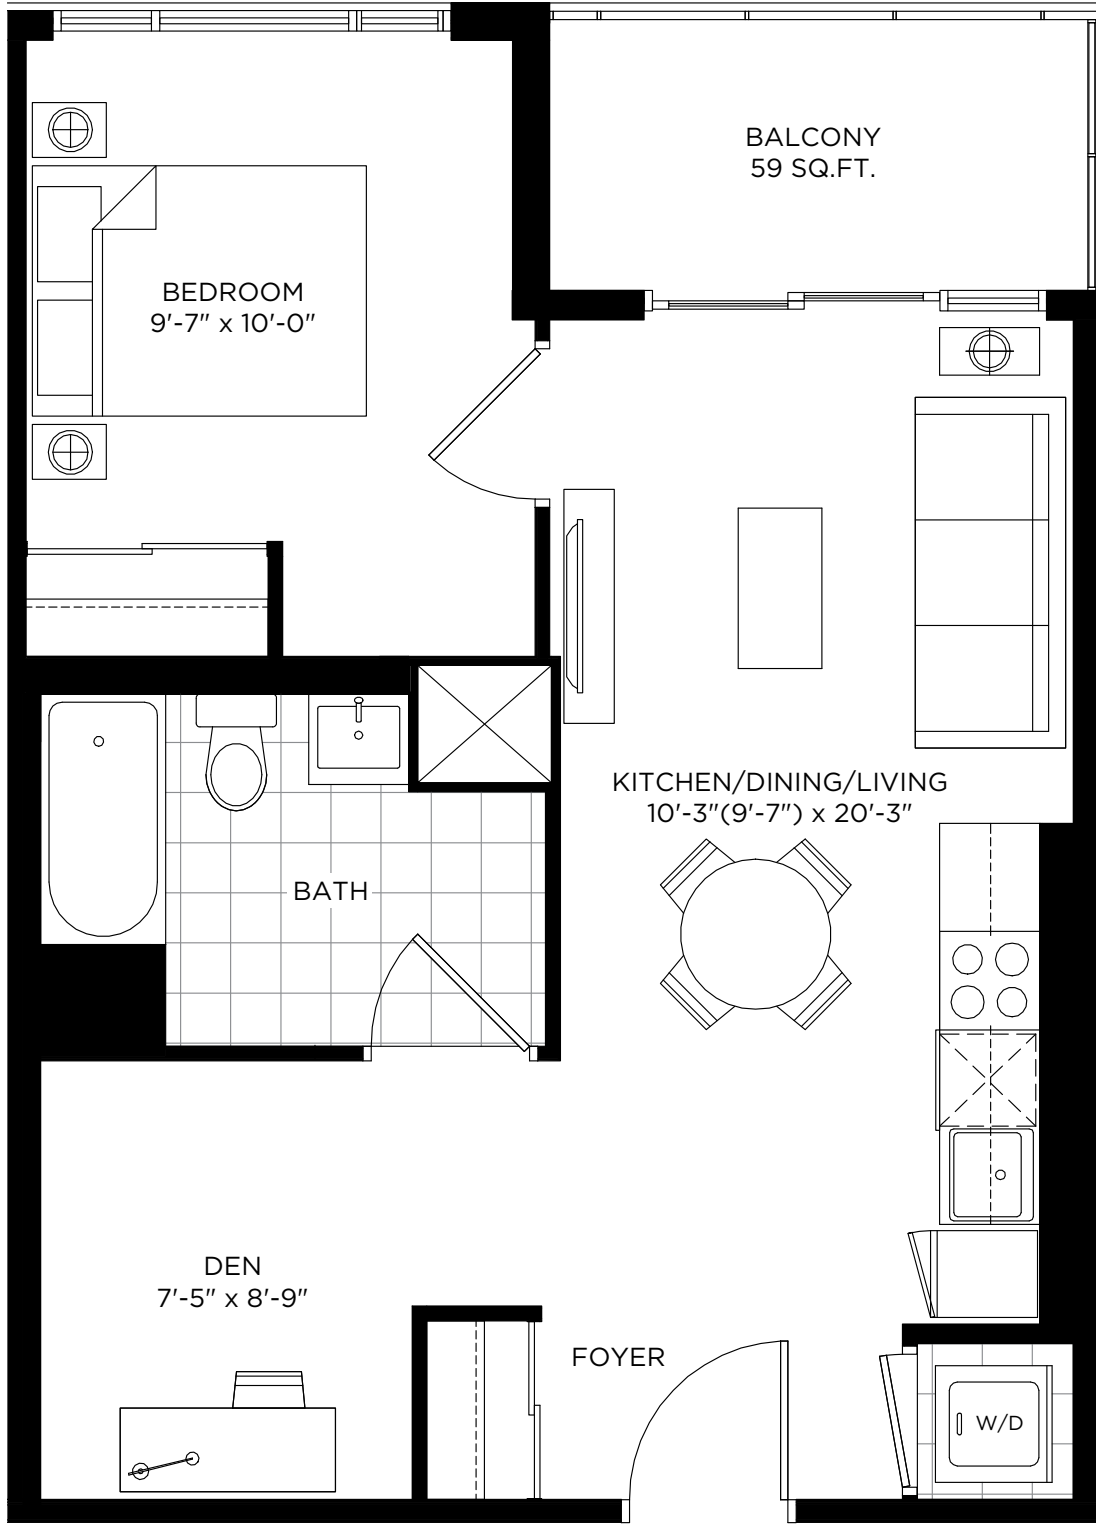 BALCONY
59 SQ.FT.
BEDROOM
9'-7" x 10'-0"
KITCHEN/DINING/LIVING
10'-3"(9'-7") x 20'-3"
BATH
DEN
7'-5" x 8'-9"
FOYER
W/D